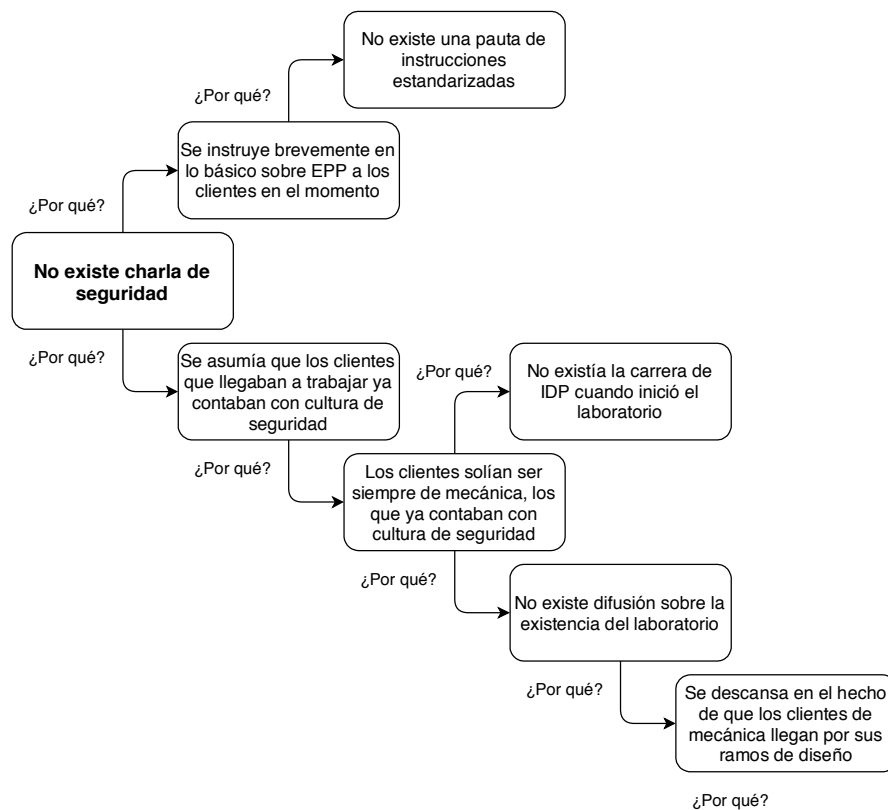 No existe una pauta de
instrucciones
estandarizadas
¿Por qué?
Se instruye brevemente en
lo básico sobre EPP a los
clientes en el momento
¿Por qué?
No existe charla de
seguridad
¿Por qué?
Se asumía que los clientes
que llegaban a trabajar ya
contaban con cultura de
seguridad
¿Por qué?
No existía la carrera de
IDP cuando inició el
laboratorio
¿Por qué?
Los clientes solían ser
siempre de mecánica, los
que ya contaban con
cultura de seguridad
¿Por qué?
No existe difusión sobre la
existencia del laboratorio
¿Por qué?
Se descansa en el hecho
de que los clientes de
mecánica llegan por sus
ramos de diseño
¿Por qué?